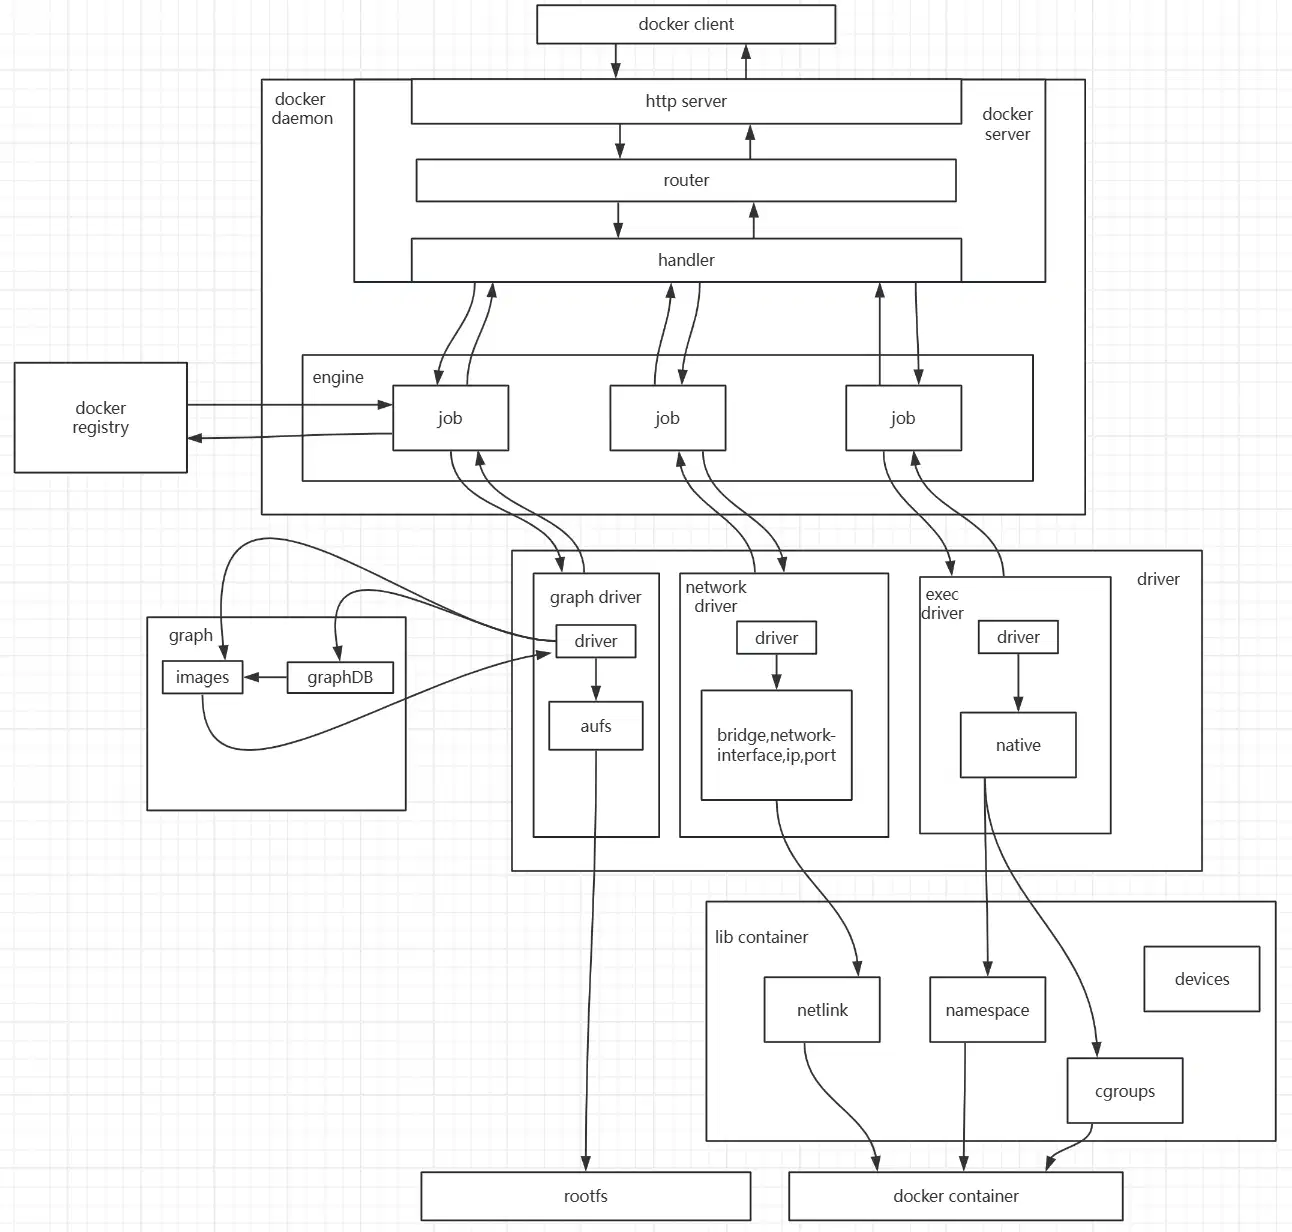 docker client
docker
daemon
http server
docker
server
router
handler
engine
job
job
job
docker
registry
driver
graph driver
network
driver
exec
driver
driver
driver
driver
graph
images
graphDB
aufs
bridge,network-
interface,ip,port
native
lib container
devices
netlink
namespace
cgroups
rootfs
docker container